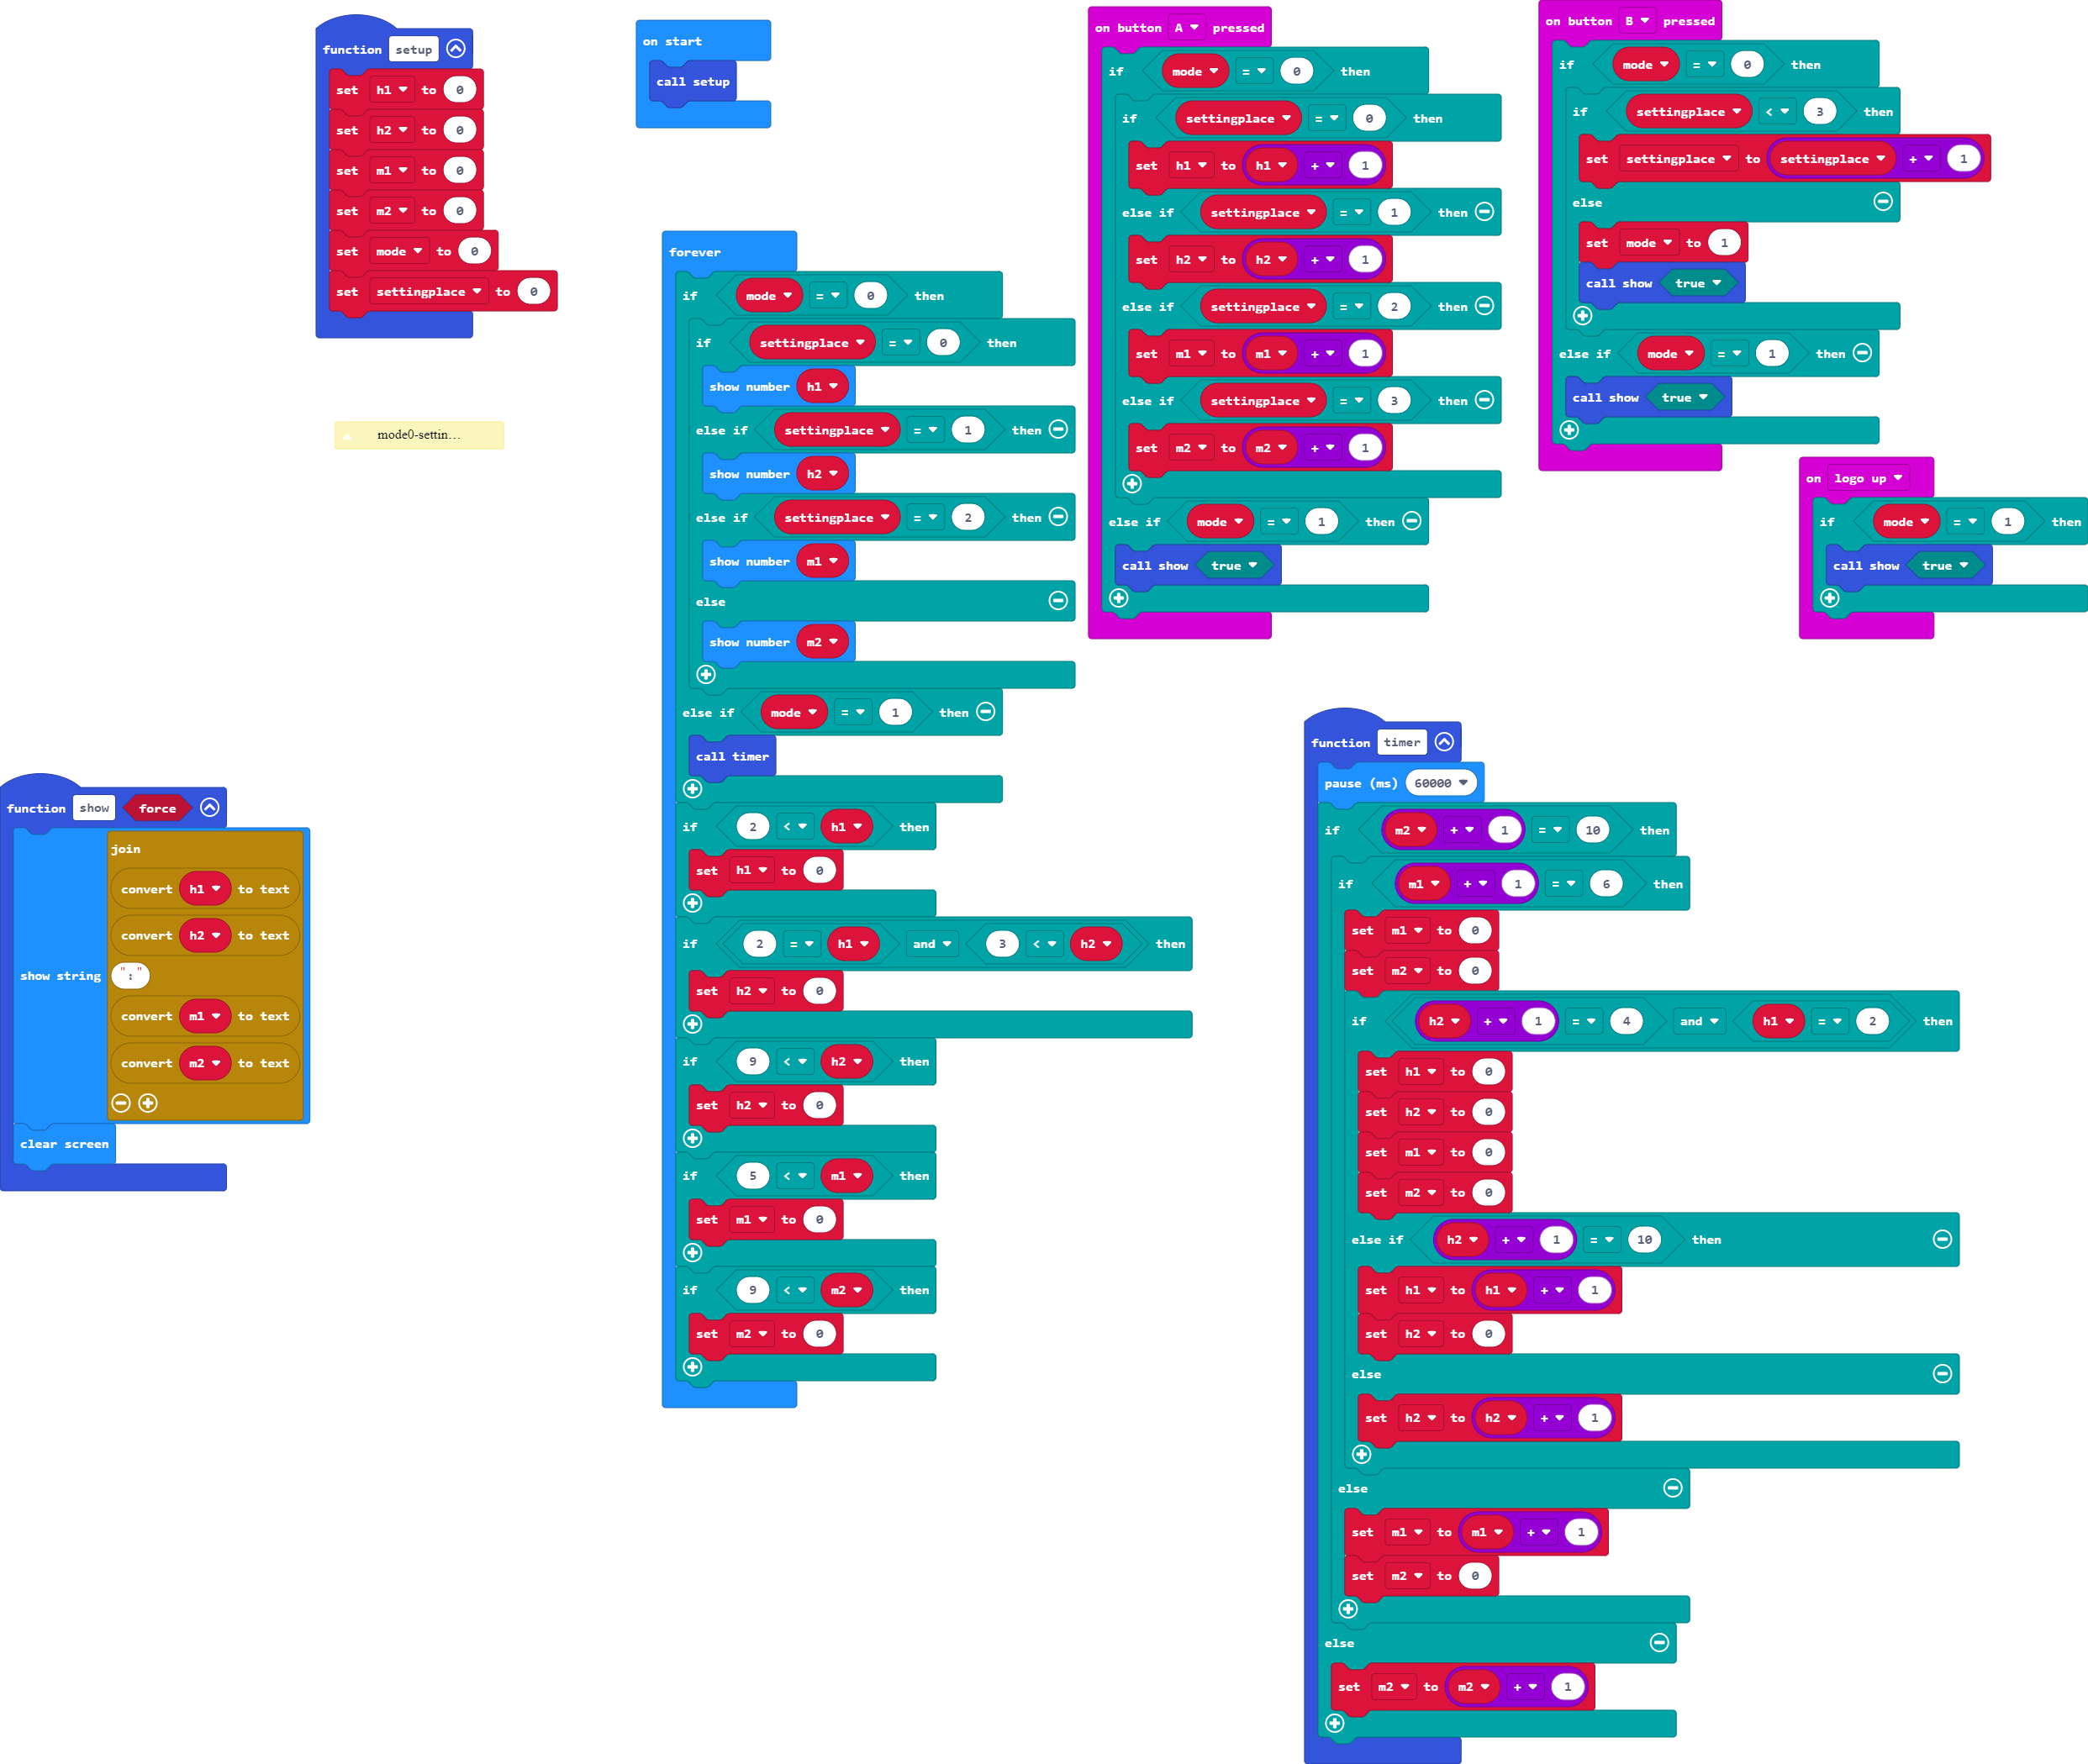 function setup
set h1 to 0
set h2 to 0
set m1 to 0
set m2 to 0
set mode to 0
set settingplace to 0
on start
call setup
mode0-settin...
forever
if mode = 0 then
if settingplace = 0 then
show number h1
else if settingplace = 1 then
show number h2
else if settingplace = 2 then
show number m1
else
show number m2
else if mode = 1 then
call timer
if 2 < h1 then
set h1 to 0
if 2 = h1 and 3 < h2 then
set h2 to 0
if 9 < h2 then
set h2 to 0
if 5 < m1 then
set m1 to 0
if 9 < m2 then
set m2 to 0
on button A pressed
if mode = 0 then
if settingplace = 0 then
set h1 to h1 + 1
else if settingplace = 1 then
set h2 to h2 + 1
else if settingplace = 2 then
set m1 to m1 + 1
else if settingplace = 3 then
set m2 to m2 + 1
else if mode = 1 then
call show true
on button B pressed
if mode = 0 then
if settingplace < 3 then
set settingplace to settingplace + 1
else
set mode to 1
call show true
else if mode = 1 then
call show true
on logo up
if mode = 1 then
call show true
function show force
join
convert h1 to text
convert h2 to text
show string ":"
convert m1 to text
convert m2 to text
clear screen
function timer
pause (ms) 60000
if m2 + 1 = 10 then
if m1 + 1 = 6 then
set m1 to 0
set m2 to 0
if h2 + 1 = 4 and h1 = 2 then
set h1 to 0
set h2 to 0
set m1 to 0
set m2 to 0
else if h2 + 1 = 10 then
set h1 to h1 + 1
set h2 to 0
else
set h2 to h2 + 1
else
set m1 to m1 + 1
set m2 to 0
else
set m2 to m2 + 1